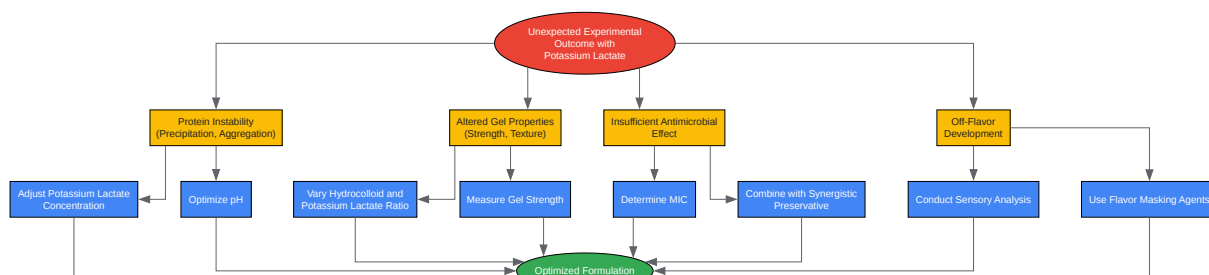 Unexpected Experimental
Outcome with
Potassium Lactate
Protein Instability
(Precipitation, Aggregation)
Altered Gel Properties
(Strength, Texture)
Insufficient Antimicrobial
Effect
Off-Flavor
Development
Adjust Potassium Lactate
Concentration
Optimize pH
Vary Hydrocolloid and
Potassium Lactate Ratio
Measure Gel Strength
Determine MIC
Combine with Synergistic
Preservative
Conduct Sensory Analysis
Use Flavor Masking Agents
Optimized Formulation